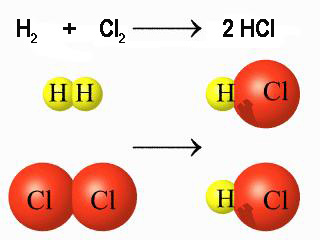 H₂ + Cl₂ ⟶ 2 HCl
H H
H Cl
⟶
Cl Cl
H Cl